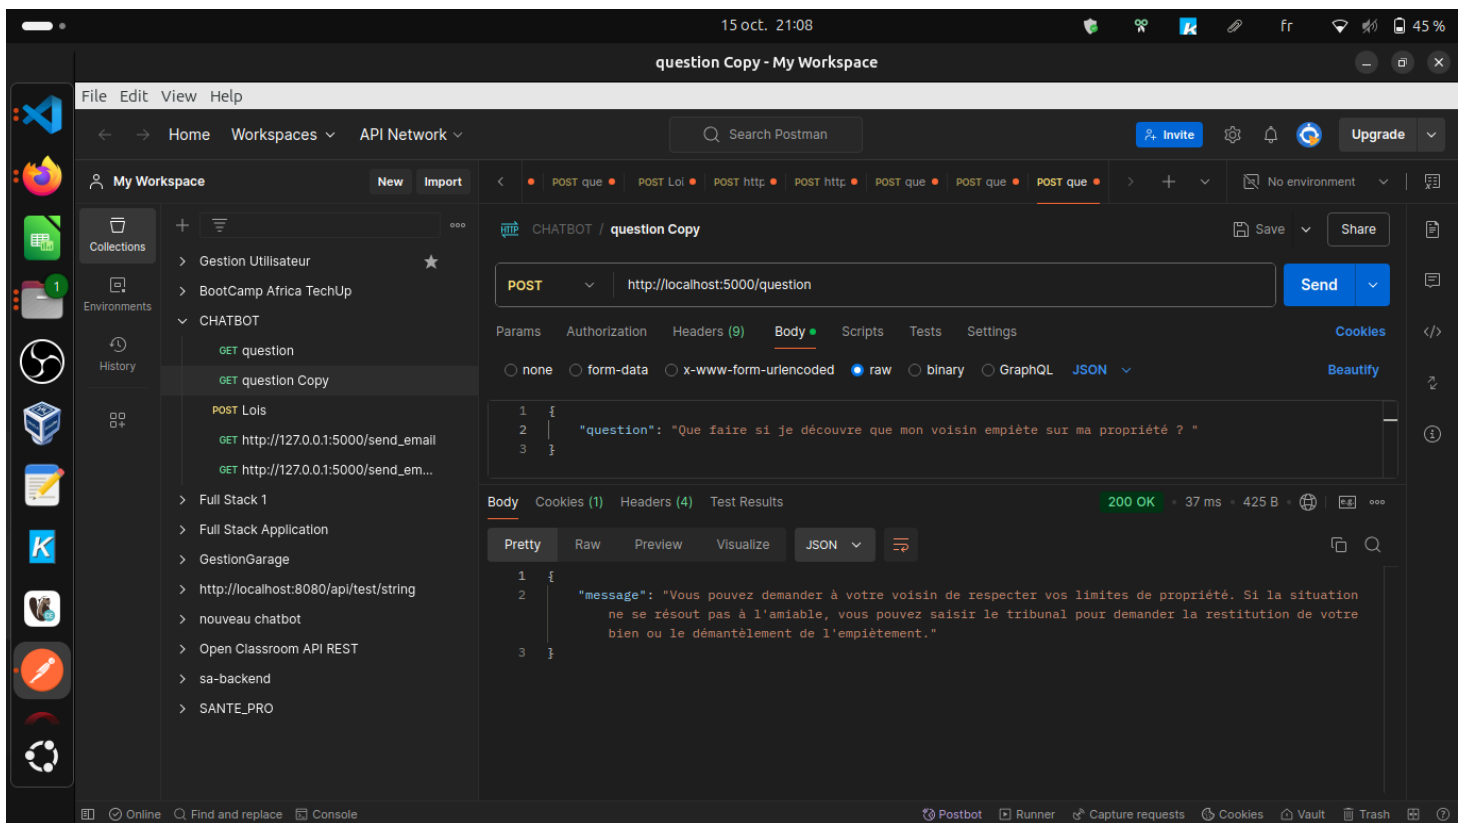 15 oct. 21:08
fr
45 %
question Copy - My Workspace
File Edit View Help
Home Workspaces API Network
Search Postman
Invite
Upgrade
My Workspace
New Import
POST que
POST Loi
POST http
POST http
POST que
POST que
POST que
No environment
Collections
Environments
History
Gestion Utilisateur
BootCamp Africa TechUp
CHATBOT
GET question
GET question Copy
POST Lois
GET http://127.0.0.1:5000/send_email
GET http://127.0.0.1:5000/send_em...
Full Stack 1
Full Stack Application
GestionGarage
http://localhost:8080/api/test/string
nouveau chatbot
Open Classroom API REST
sa-backend
SANTE_PRO
HTTP CHATBOT / question Copy
Save
Share
POST http://localhost:5000/question
Send
Params Authorization Headers (9) Body Scripts Tests Settings
Cookies
none form-data x-www-form-urlencoded raw binary GraphQL JSON
Beautify
1 {
2 "question": "Que faire si je découvre que mon voisin empiète sur ma propriété ? "
3 }
Body Cookies (1) Headers (4) Test Results
200 OK 37 ms 425 B
e.g.
Pretty Raw Preview Visualize JSON
1 {
2 "message": "Vous pouvez demander à votre voisin de respecter vos limites de propriété. Si la situation
ne se résout pas à l'amiable, vous pouvez saisir le tribunal pour demander la restitution de votre
bien ou le démantèlement de l'empiètement."
3 }
1
K
K
Online Find and replace Console
Postbot Runner Capture requests Cookies Vault Trash